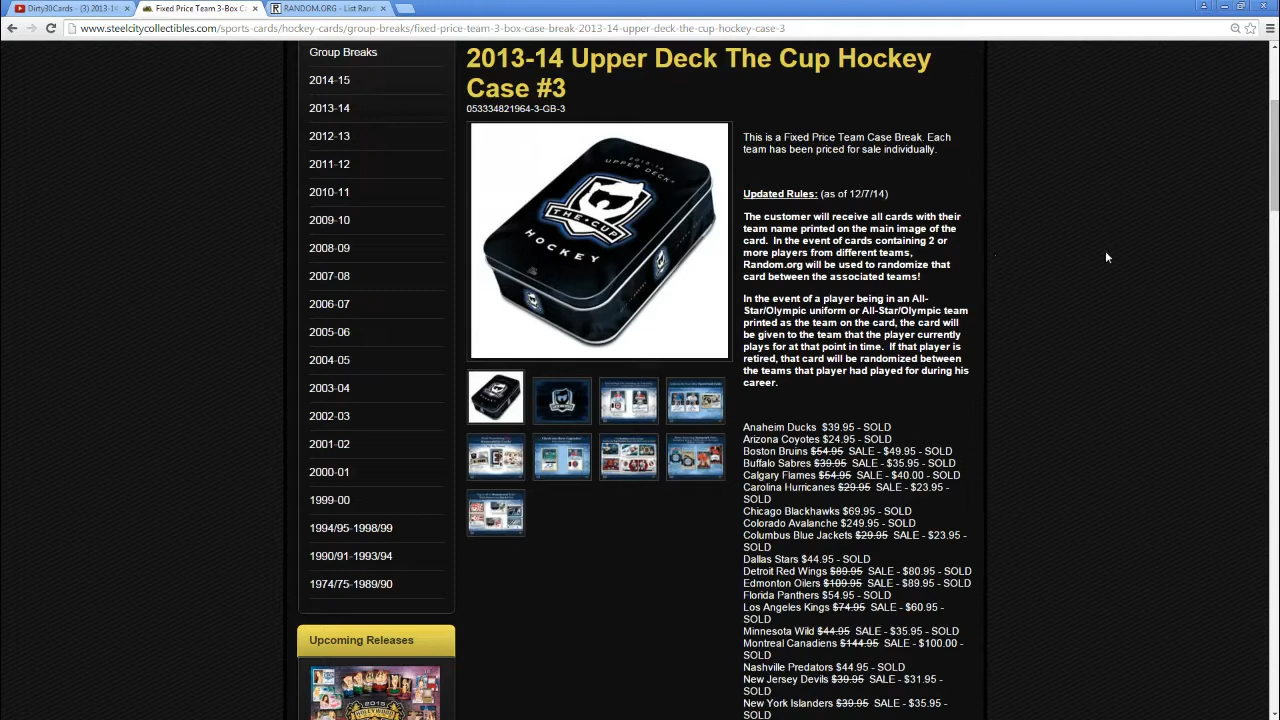 Dirty30Cards - (3) 2013-14
Fixed Price Team 3-Box Ca
RANDOM.ORG - List Rand
www.steelcitycollectibles.com/sports-cards/hockey-cards/group-breaks/fixed-price-team-3-box-case-break-2013-14-upper-deck-the-cup-hockey-case-3
Group Breaks
2014-15
2013-14
2012-13
2011-12
2010-11
2009-10
2008-09
2007-08
2006-07
2005-06
2004-05
2003-04
2002-03
2001-02
2000-01
1999-00
1994/95-1998/99
1990/91-1993/94
1974/75-1989/90
Upcoming Releases
2013-14 Upper Deck The Cup Hockey
Case #3
053334821964-3-GB-3
2013-14
UPPER DECK
THE CUP
HOCKEY
This is a Fixed Price Team Case Break. Each
team has been priced for sale individually.
Updated Rules: (as of 12/7/14)
The customer will receive all cards with their
team name printed on the main image of the
card. In the event of cards containing 2 or
more players from different teams,
Random.org will be used to randomize that
card between the associated teams!
In the event of a player being in an All-
Star/Olympic uniform or All-Star/Olympic team
printed as the team on the card, the card will
be given to the team that the player currently
plays for at that point in time. If that player is
retired, that card will be randomized between
the teams that player had played for during his
career.
Anaheim Ducks $39.95 - SOLD
Arizona Coyotes $24.95 - SOLD
Boston Bruins $54.95 SALE - $49.95 - SOLD
Buffalo Sabres $39.95 SALE - $35.95 - SOLD
Calgary Flames $54.95 SALE - $40.00 - SOLD
Carolina Hurricanes $29.95 SALE - $23.95 -
SOLD
Chicago Blackhawks $69.95 - SOLD
Colorado Avalanche $249.95 - SOLD
Columbus Blue Jackets $29.95 SALE - $23.95 -
SOLD
Dallas Stars $44.95 - SOLD
Detroit Red Wings $89.95 SALE - $80.95 - SOLD
Edmonton Oilers $109.95 SALE - $89.95 - SOLD
Florida Panthers $54.95 - SOLD
Los Angeles Kings $74.95 SALE - $60.95 -
SOLD
Minnesota Wild $44.95 SALE - $35.95 - SOLD
Montreal Canadiens $144.95 SALE - $100.00 -
SOLD
Nashville Predators $44.95 - SOLD
New Jersey Devils $39.95 SALE - $31.95 -
SOLD
New York Islanders $39.95 SALE - $35.95 -
SOLD